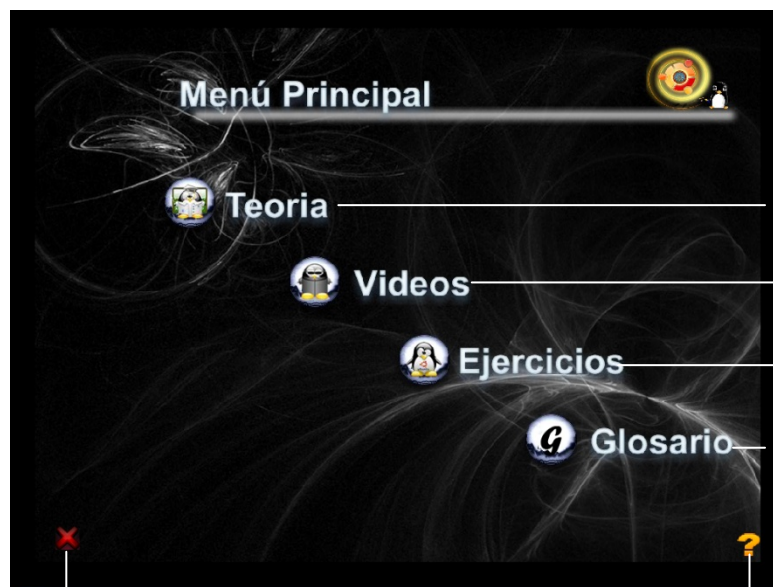 Menú Principal
Teoria
Videos
Ejercicios
G Glosario
?